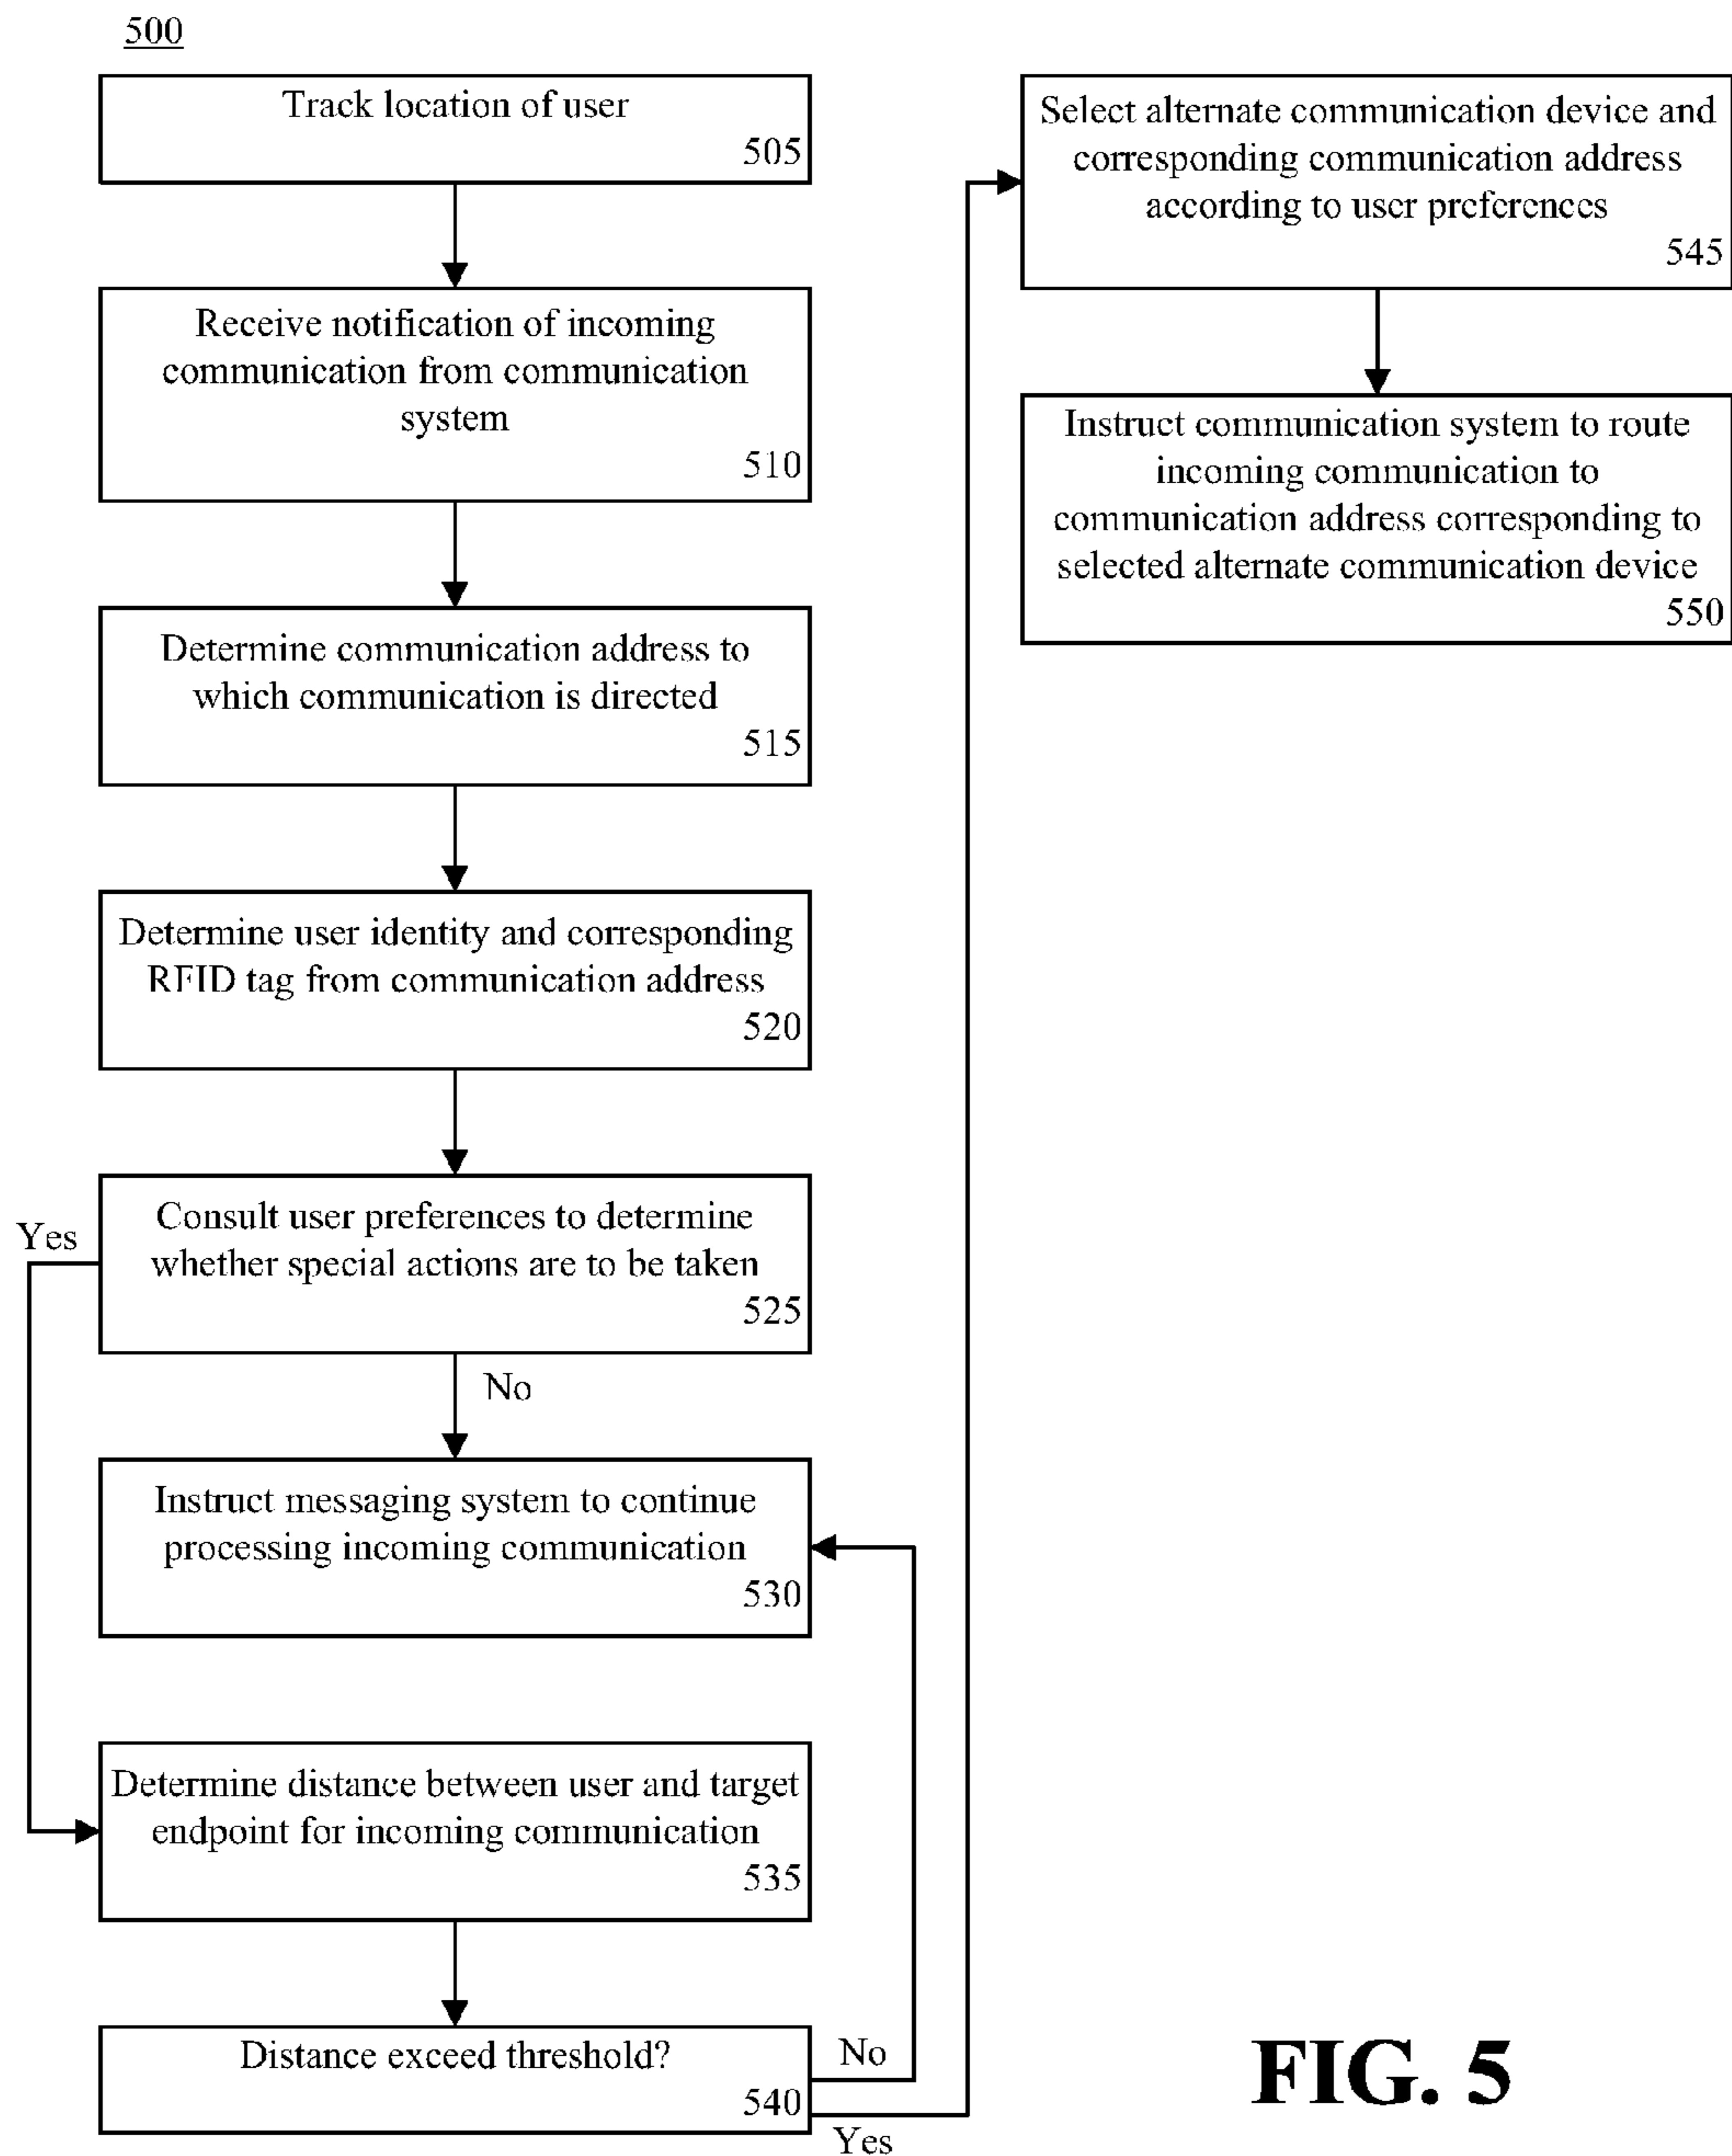 500
Track location of user
505
Receive notification of incoming
communication from communication
system
510
Determine communication address to
which communication is directed
515
Determine user identity and corresponding
RFID tag from communication address
520
Consult user preferences to determine
whether special actions are to be taken
525
Yes
No
Instruct messaging system to continue
processing incoming communication
530
Determine distance between user and target
endpoint for incoming communication
535
Distance exceed threshold?
540
No
Yes
Select alternate communication device and
corresponding communication address
according to user preferences
545
Instruct communication system to route
incoming communication to
communication address corresponding to
selected alternate communication device
550
FIG. 5